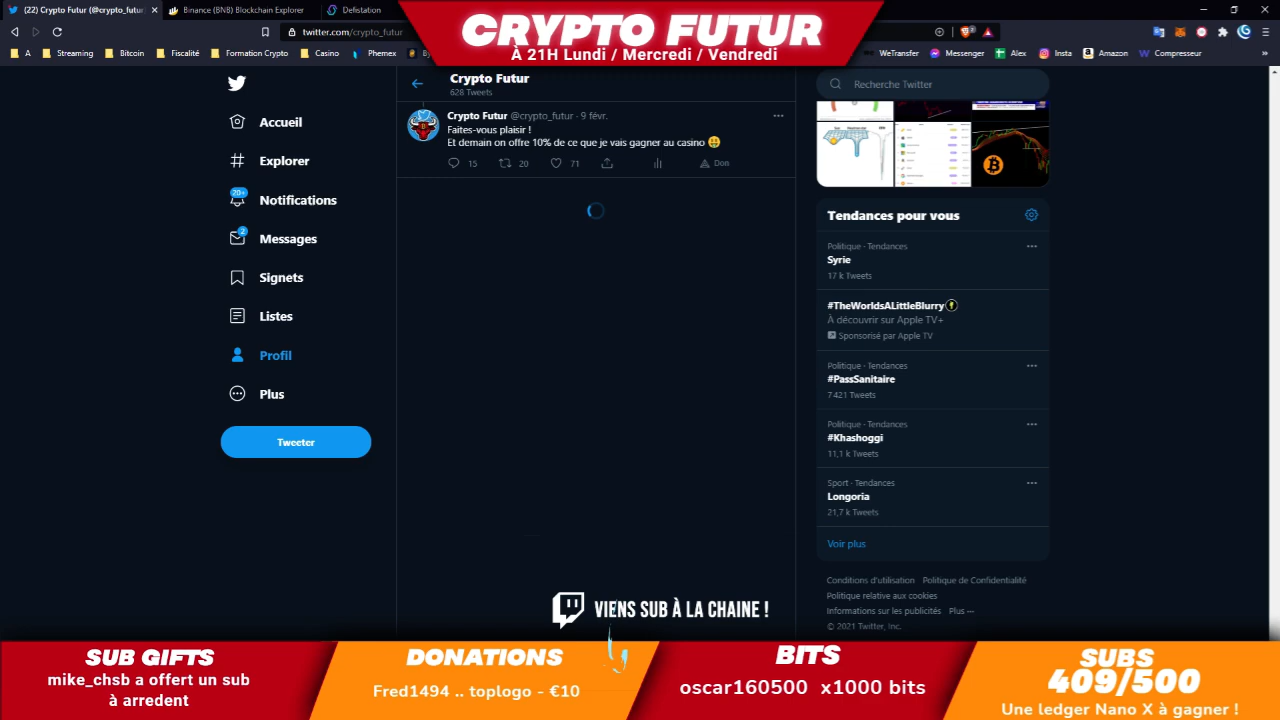 (22) Crypto Futur (@crypto_futur)
Binance (BNB) Blockchain Explorer
Defistation
twitter.com/crypto_futur
A
Streaming
Bitcoin
Fiscalité
Formation Crypto
Casino
Phemex
WeTransfer
Messenger
Alex
Insta
Amazon
Compresseur
CRYPTO FUTUR
À 21H Lundi / Mercredi / Vendredi
Accueil
Explorer
20+
Notifications
2
Messages
Signets
Listes
Profil
Plus
Tweeter
Crypto Futur
628 Tweets
Crypto Futur @crypto_futur · 9 févr.
Faites-vous plaisir !
Et demain on offre 10% de ce que je vais gagner au casino 🤑
15
20
71
Don
Recherche Twitter
Tendances pour vous
Politique · Tendances
Syrie
17 k Tweets
#TheWorldsALittleBlurry
À découvrir sur Apple TV+
Sponsorisé par Apple TV
Politique · Tendances
#PassSanitaire
7 421 Tweets
Politique · Tendances
#Khashoggi
11,1 k Tweets
Sport · Tendances
Longoria
21,7 k Tweets
Voir plus
Conditions d'utilisation Politique de Confidentialité
Politique relative aux cookies
Informations sur les publicités Plus ···
© 2021 Twitter, Inc.
VIENS SUB À LA CHAINE !
SUB GIFTS
mike_chsb a offert un sub
à arredent
DONATIONS
Fred1494 .. toplogo - €10
BITS
oscar160500 x1000 bits
SUBS
409/500
Une ledger Nano X à gagner !